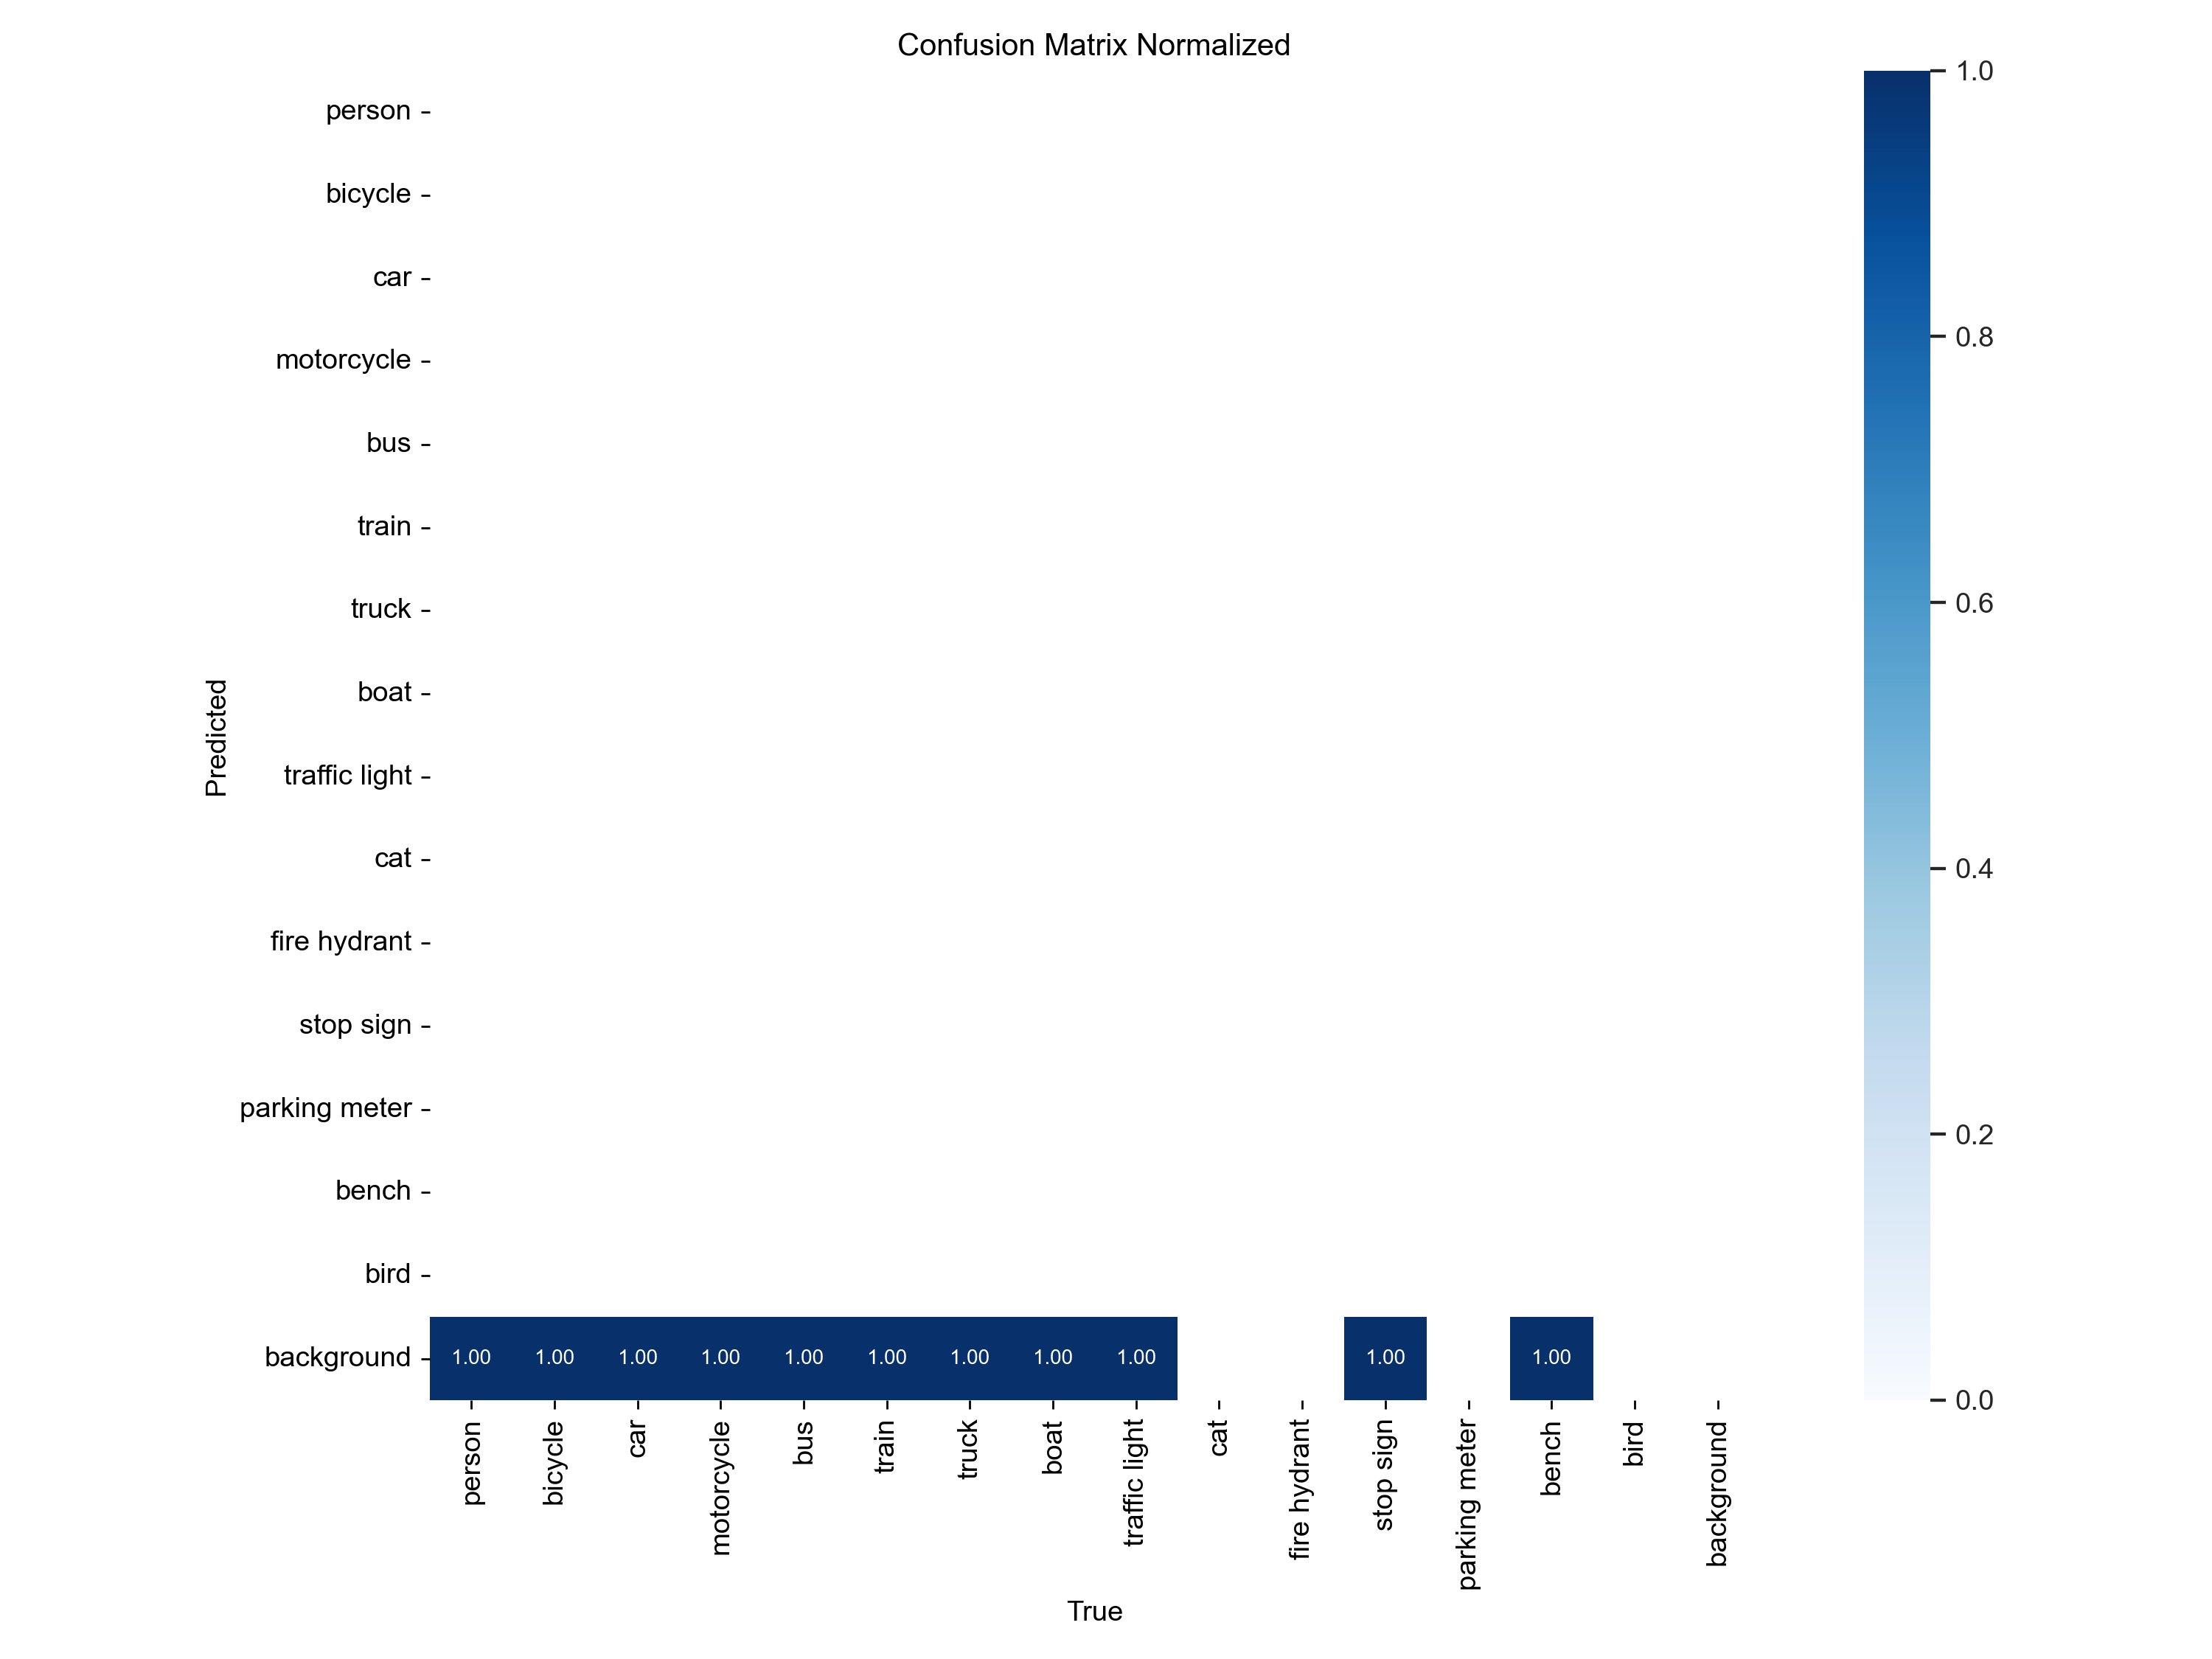 Confusion Matrix Normalized
person
bicycle
car
motorcycle
bus
train
truck
boat
traffic light
cat
fire hydrant
stop sign
parking meter
bench
bird
background
Predicted
1.00 1.00 1.00 1.00 1.00 1.00 1.00 1.00 1.00 1.00 1.00
person
bicycle
car
motorcycle
bus
train
truck
boat
traffic light
cat
fire hydrant
stop sign
parking meter
bench
bird
background
True
1.0
0.8
0.6
0.4
0.2
0.0